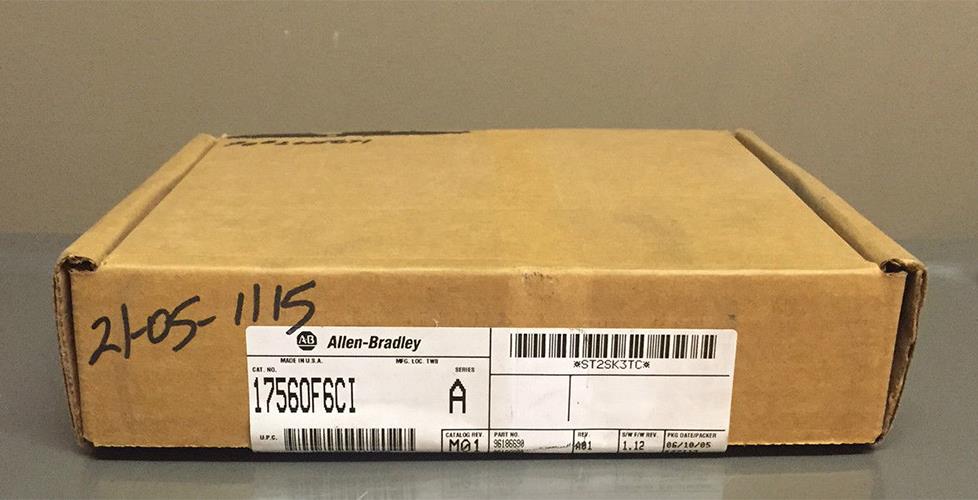 21-05-1115
AB Allen-Bradley
MADE IN U.S.A. MFG. LOC. TWB
CAT. NO. SERIES
1756OF6CI A
U.P.C.
CATALOG REV.
M01
*ST2SK3TC*
PART NO. REV. S/W F/W REV. PKG DATE/PACKER
96186690 A01 1.12 06/10/05